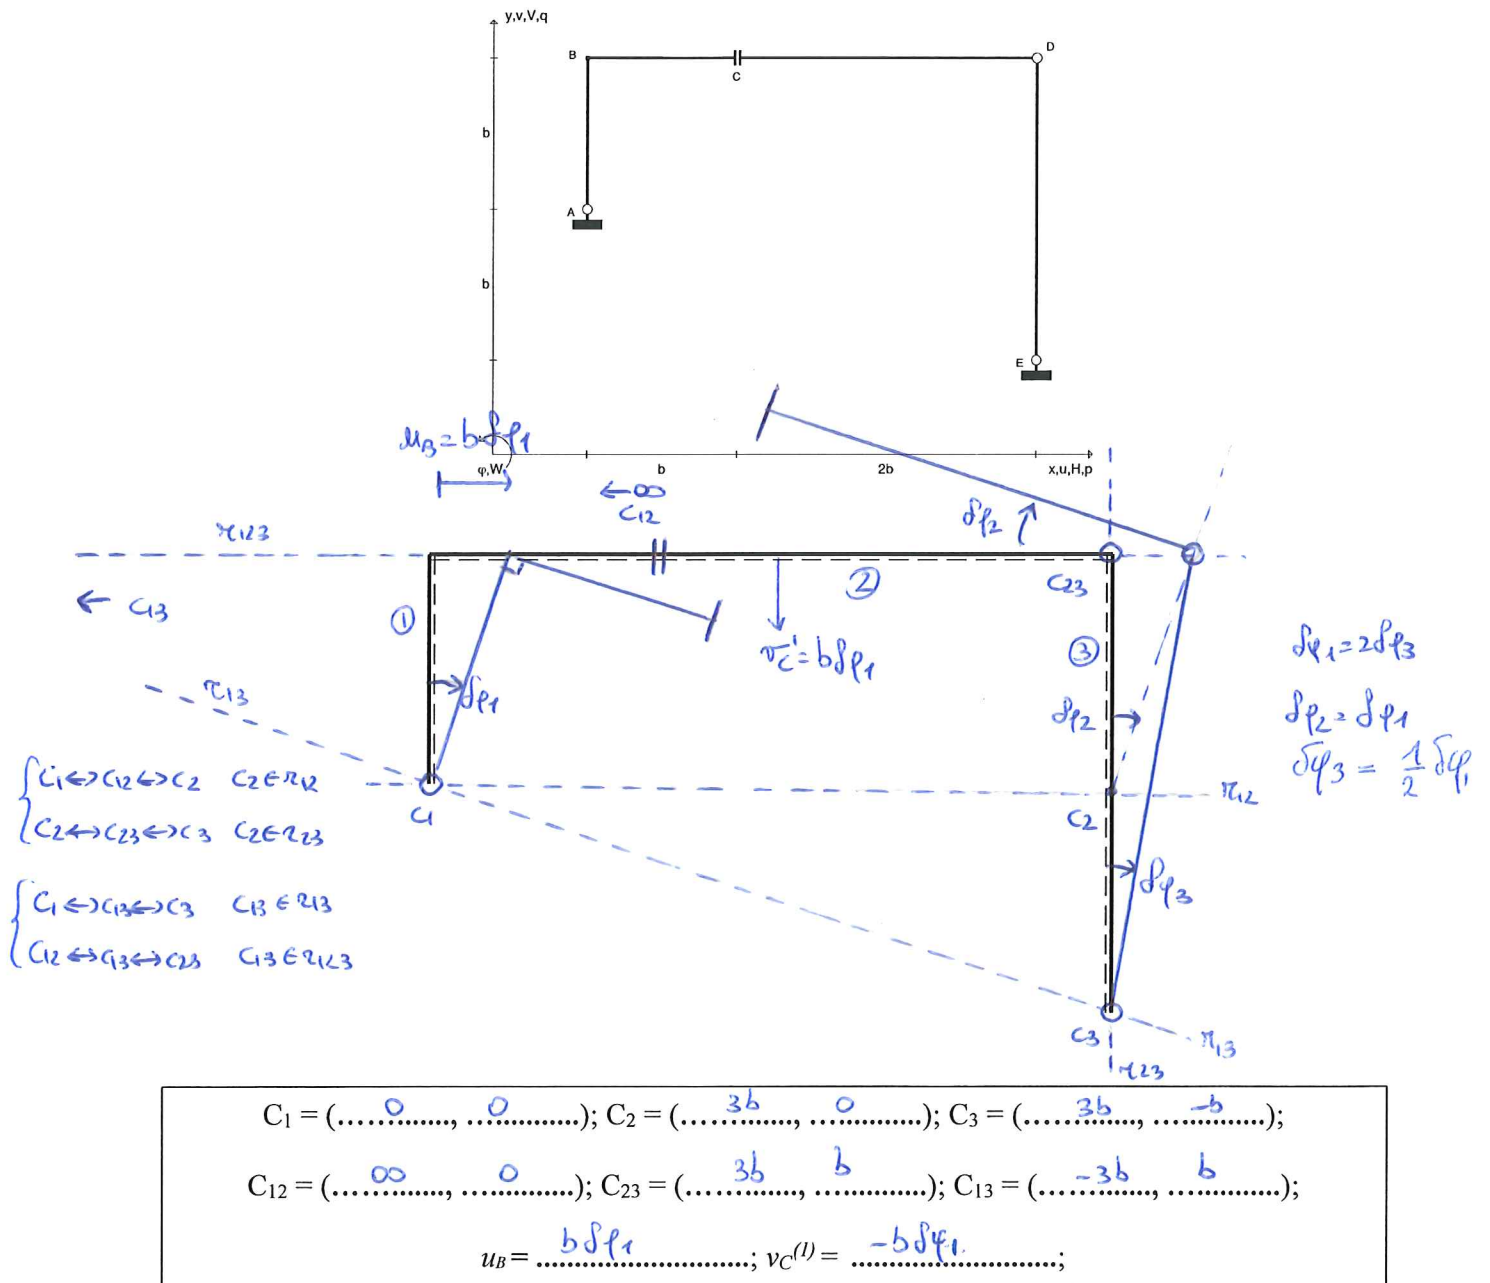 y,v,V,q
B
C
D
b
A
b
E
φ,W
b
2b
x,u,H,p
u_B = b·δφ1
←∞
C12
r123
← C13
δφ2
C23
1
2
3
v_C' = bδφ1
r13
δφ1
δφ2
δφ1 = 2δφ3
δφ2 = δφ1
δφ3 = 1/2 δφ1
C1 ↔ C12 ↔ C2 C2 ∈ r12
C2 ↔ C23 ↔ C3 C2 ∈ r23
C1
C2
r12
δφ3
C1 ↔ C13 ↔ C3 C13 ∈ r13
C12 ↔ C13 ↔ C23 C13 ∈ r123
C3
r13
r23
C1 = (....0...., ....0....); C2 = (....3b...., ....0....); C3 = (....3b...., ....-b....);
C12 = (....∞...., ....0....); C23 = (....3b...., ....b....); C13 = (....-3b...., ....b....);
uB = ....bδφ1....; vC(1) = ....-bδφ1....;